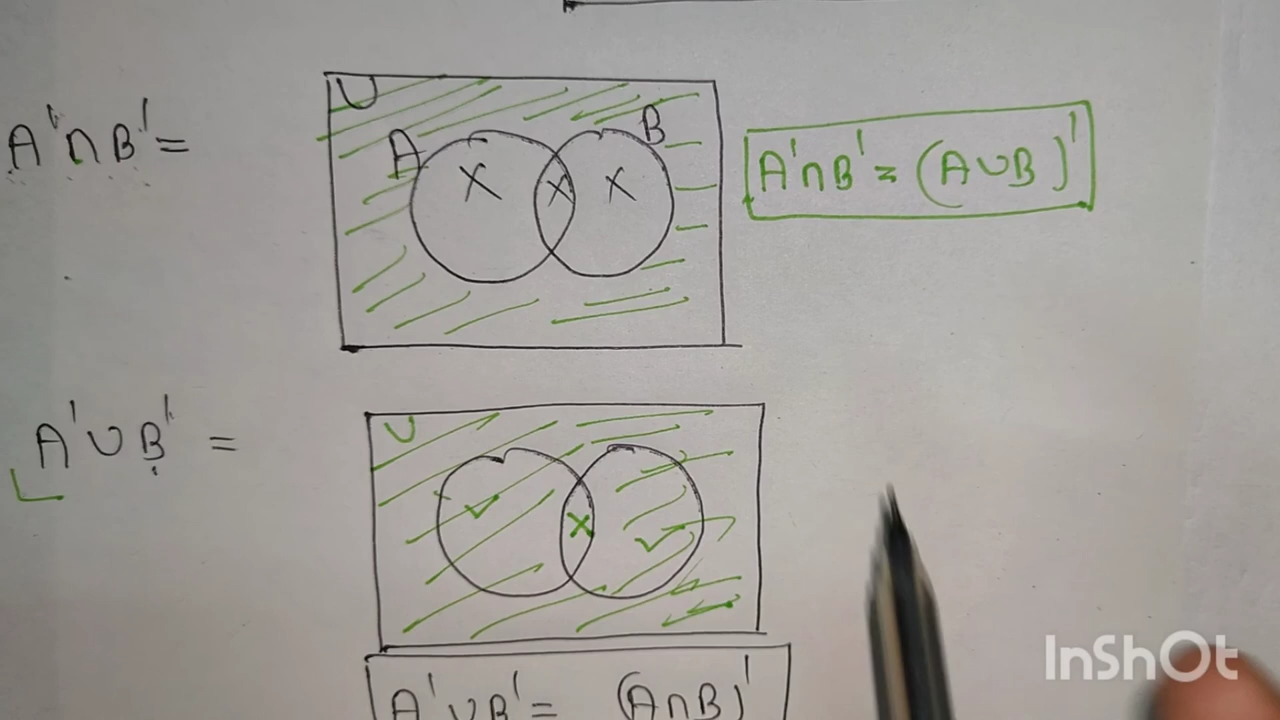 A'∩B'=
U
A
B
A'∩B' = (A∪B)'
A'∪B' =
U
A'∪B' = (A∩B)'
InShOt